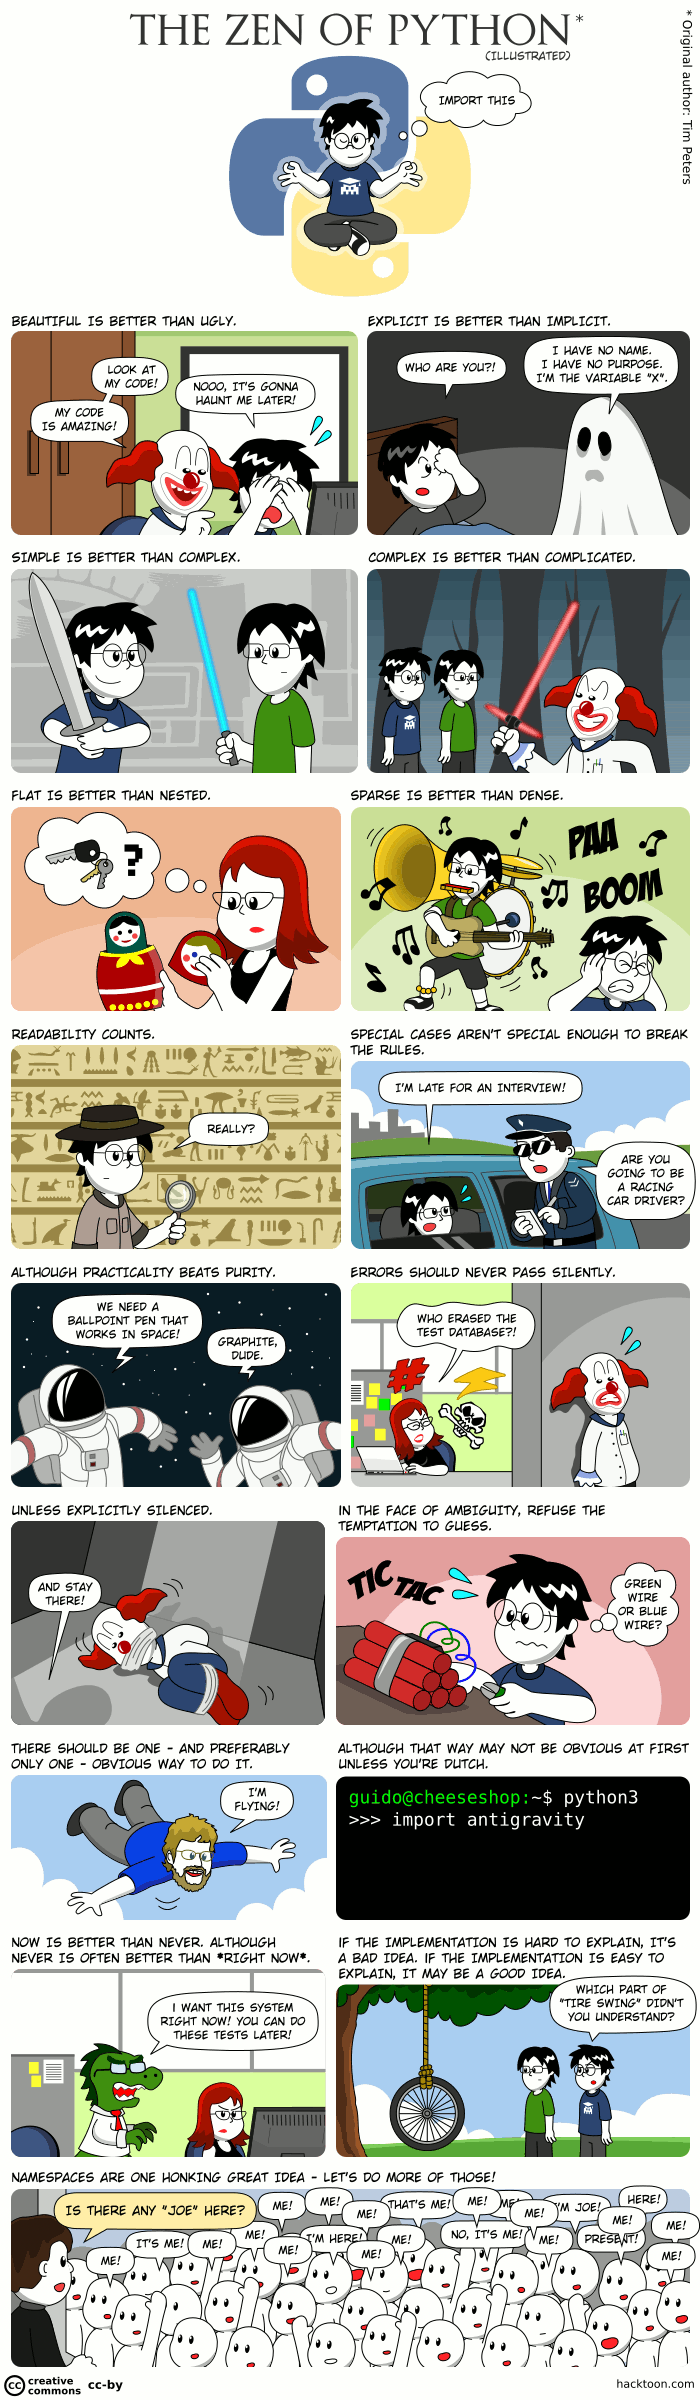 THE ZEN OF PYTHON*
(ILLUSTRATED)
* Original author: Tim Peters
IMPORT THIS
BEAUTIFUL IS BETTER THAN UGLY.
LOOK AT
MY CODE!
MY CODE
IS AMAZING!
NOOO, IT'S GONNA
HAUNT ME LATER!
EXPLICIT IS BETTER THAN IMPLICIT.
WHO ARE YOU?!
I HAVE NO NAME.
I HAVE NO PURPOSE.
I'M THE VARIABLE "X".
SIMPLE IS BETTER THAN COMPLEX.
COMPLEX IS BETTER THAN COMPLICATED.
FLAT IS BETTER THAN NESTED.
?
SPARSE IS BETTER THAN DENSE.
PAA
BOOM
READABILITY COUNTS.
REALLY?
SPECIAL CASES AREN'T SPECIAL ENOUGH TO BREAK
THE RULES.
I'M LATE FOR AN INTERVIEW!
ARE YOU
GOING TO BE
A RACING
CAR DRIVER?
ALTHOUGH PRACTICALITY BEATS PURITY.
WE NEED A
BALLPOINT PEN THAT
WORKS IN SPACE!
GRAPHITE,
DUDE.
ERRORS SHOULD NEVER PASS SILENTLY.
WHO ERASED THE
TEST DATABASE?!
#
UNLESS EXPLICITLY SILENCED.
AND STAY
THERE!
IN THE FACE OF AMBIGUITY, REFUSE THE
TEMPTATION TO GUESS.
TIC TAC
GREEN
WIRE
OR BLUE
WIRE?
THERE SHOULD BE ONE - AND PREFERABLY
ONLY ONE - OBVIOUS WAY TO DO IT.
I'M
FLYING!
ALTHOUGH THAT WAY MAY NOT BE OBVIOUS AT FIRST
UNLESS YOU'RE DUTCH.
guido@cheeseshop:~$ python3
>>> import antigravity
NOW IS BETTER THAN NEVER. ALTHOUGH
NEVER IS OFTEN BETTER THAN *RIGHT NOW*.
I WANT THIS SYSTEM
RIGHT NOW! YOU CAN DO
THESE TESTS LATER!
IF THE IMPLEMENTATION IS HARD TO EXPLAIN, IT'S
A BAD IDEA. IF THE IMPLEMENTATION IS EASY TO
EXPLAIN, IT MAY BE A GOOD IDEA.
WHICH PART OF
"TIRE SWING" DIDN'T
YOU UNDERSTAND?
NAMESPACES ARE ONE HONKING GREAT IDEA - LET'S DO MORE OF THOSE!
IS THERE ANY "JOE" HERE?
ME!
ME!
ME!
THAT'S ME!
ME!
ME!
ME!
I'M JOE!
HERE!
ME!
ME!
IT'S ME!
ME!
ME!
I'M HERE!
ME!
NO, IT'S ME!
ME!
PRESENT!
ME!
ME!
ME!
ME!
cc creative commons cc-by
hacktoon.com